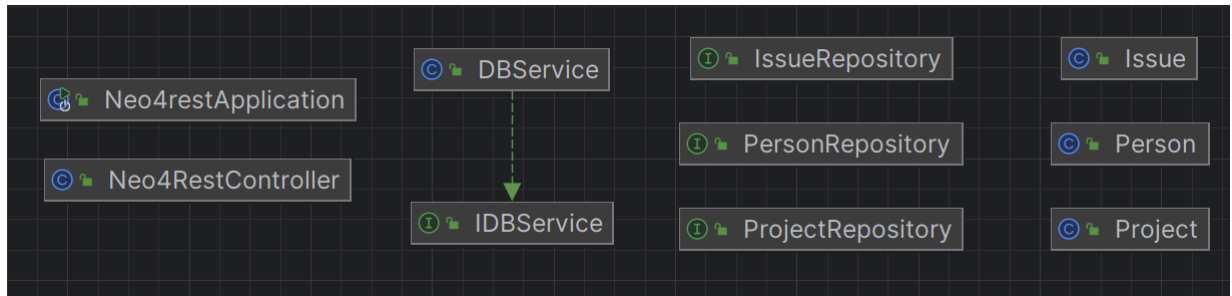 Neo4restApplication
Neo4RestController
DBService
IDBService
IssueRepository
PersonRepository
ProjectRepository
Issue
Person
Project